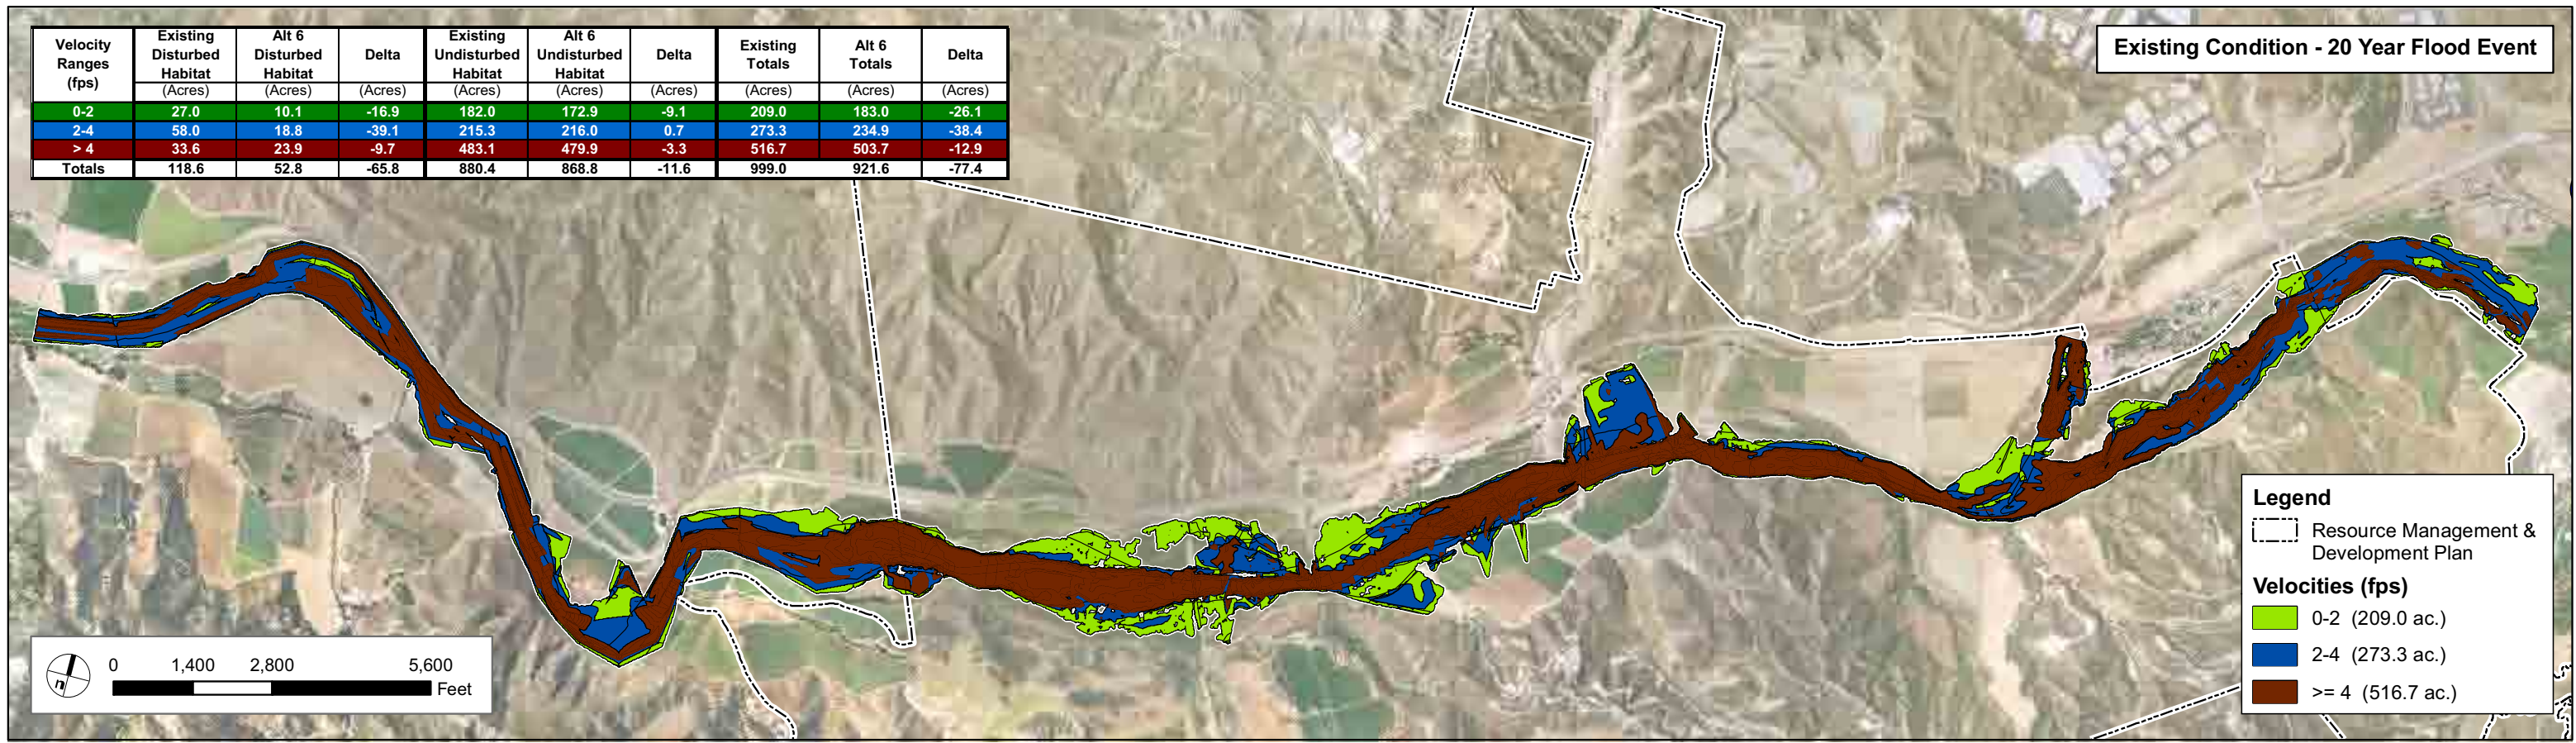 Existing Condition - 20 Year Flood Event
Velocity Ranges (fps) | Existing Disturbed Habitat (Acres) | Alt 6 Disturbed Habitat (Acres) | Delta (Acres) | Existing Undisturbed Habitat (Acres) | Alt 6 Undisturbed Habitat (Acres) | Delta (Acres) | Existing Totals (Acres) | Alt 6 Totals (Acres) | Delta (Acres)
0-2 | 27.0 | 10.1 | -16.9 | 182.0 | 172.9 | -9.1 | 209.0 | 183.0 | -26.1
2-4 | 58.0 | 18.8 | -39.1 | 215.3 | 216.0 | 0.7 | 273.3 | 234.9 | -38.4
> 4 | 33.6 | 23.9 | -9.7 | 483.1 | 479.9 | -3.3 | 516.7 | 503.7 | -12.9
Totals | 118.6 | 52.8 | -65.8 | 880.4 | 868.8 | -11.6 | 999.0 | 921.6 | -77.4
Legend
Resource Management &
Development Plan
Velocities (fps)
0-2 (209.0 ac.)
2-4 (273.3 ac.)
>= 4 (516.7 ac.)
n
0 1,400 2,800 5,600
Feet